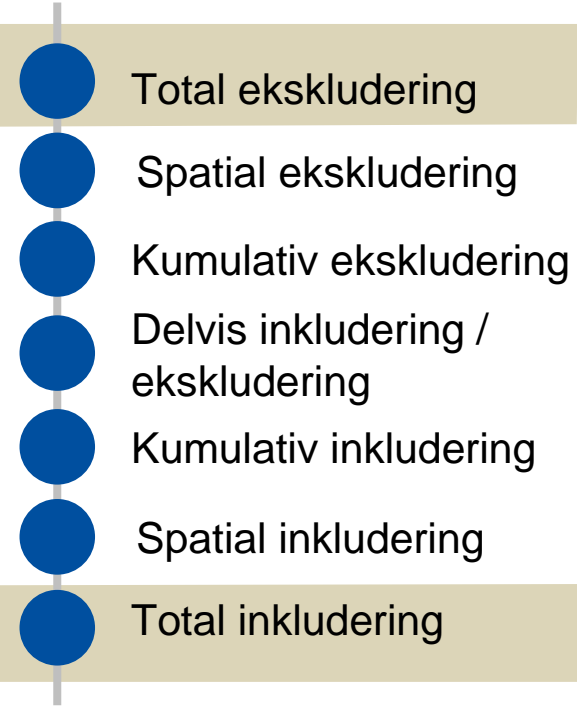 Total ekskludering
Spatial ekskludering
Kumulativ ekskludering
Delvis inkludering /
ekskludering
Kumulativ inkludering
Spatial inkludering
Total inkludering